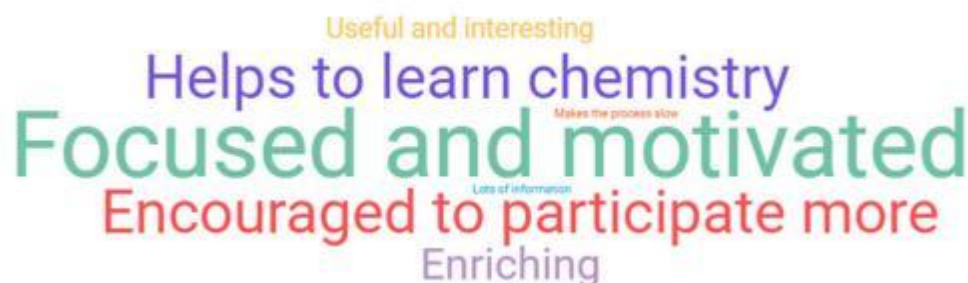 Useful and interesting
Helps to learn chemistry
Makes the process slow
Focused and motivated
Lots of information
Encouraged to participate more
Enriching